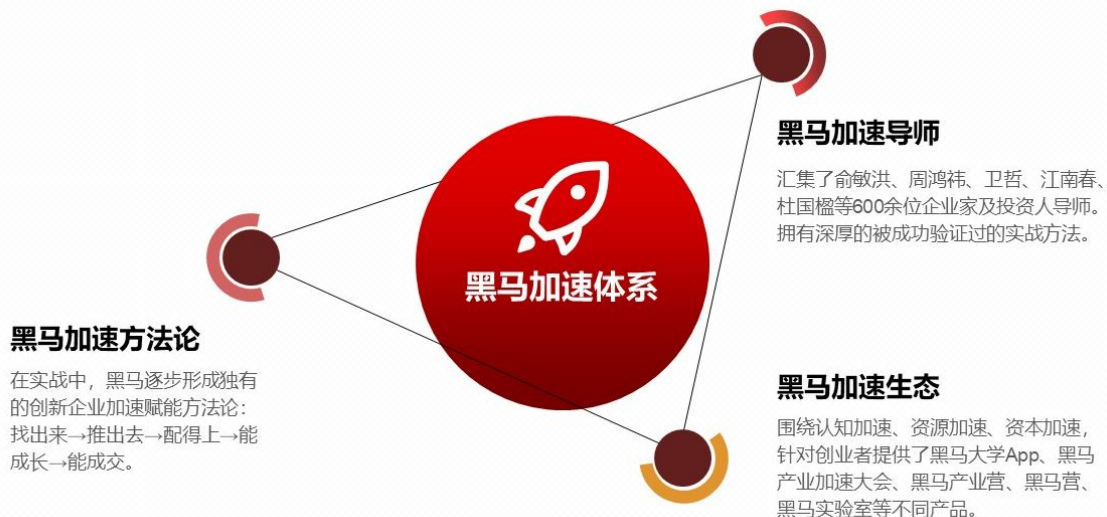 黑马加速导师
汇集了俞敏洪、周鸿祎、卫哲、江南春、
杜国楹等600余位企业家及投资人导师。
拥有深厚的被成功验证过的实战方法。
黑马加速体系
黑马加速方法论
在实战中，黑马逐步形成独有
的创新企业加速赋能方法论：
找出来→推出去→配得上→能
成长→能成交。
黑马加速生态
围绕认知加速、资源加速、资本加速，
针对创业者提供了黑马大学App、黑马
产业加速大会、黑马产业营、黑马营、
黑马实验室等不同产品。